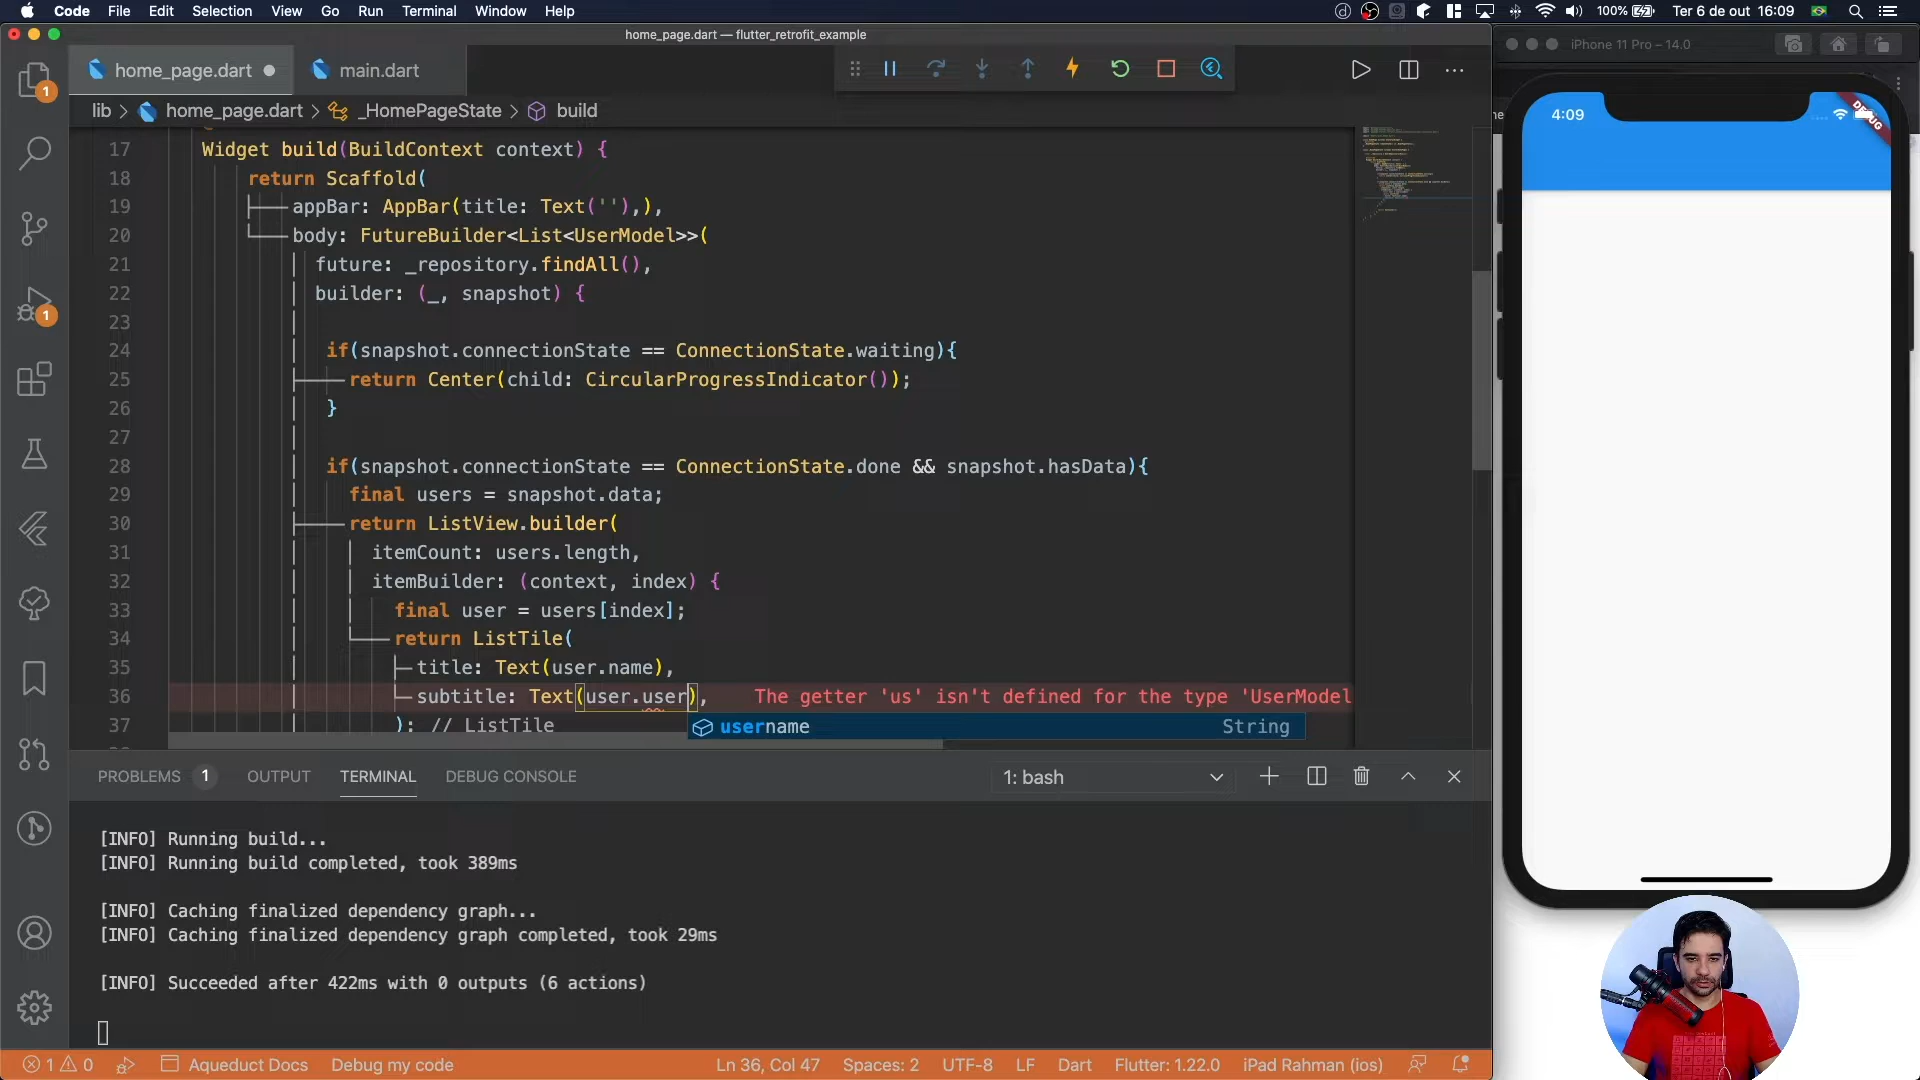 Code File Edit Selection View Go Run Terminal Window Help
100% Ter 6 de out 16:09
home_page.dart — flutter_retrofit_example
iPhone 11 Pro – 14.0
home_page.dart main.dart
lib home_page.dart _HomePageState build
17 Widget build(BuildContext context) {
18 return Scaffold(
19 appBar: AppBar(title: Text(''),),
20 body: FutureBuilder<List<UserModel>>(
21 future: _repository.findAll(),
22 builder: (_, snapshot) {
23
24 if(snapshot.connectionState == ConnectionState.waiting){
25 return Center(child: CircularProgressIndicator());
26 }
27
28 if(snapshot.connectionState == ConnectionState.done && snapshot.hasData){
29 final users = snapshot.data;
30 return ListView.builder(
31 itemCount: users.length,
32 itemBuilder: (context, index) {
33 final user = users[index];
34 return ListTile(
35 title: Text(user.name),
36 subtitle: Text(user.user), The getter 'us' isn't defined for the type 'UserModel
37 ); // ListTile
username String
4:09
DEBUG
PROBLEMS 1 OUTPUT TERMINAL DEBUG CONSOLE 1: bash
[INFO] Running build...
[INFO] Running build completed, took 389ms
[INFO] Caching finalized dependency graph...
[INFO] Caching finalized dependency graph completed, took 29ms
[INFO] Succeeded after 422ms with 0 outputs (6 actions)
1 0 Aqueduct Docs Debug my code Ln 36, Col 47 Spaces: 2 UTF-8 LF Dart Flutter: 1.22.0 iPad Rahman (ios)
1
1